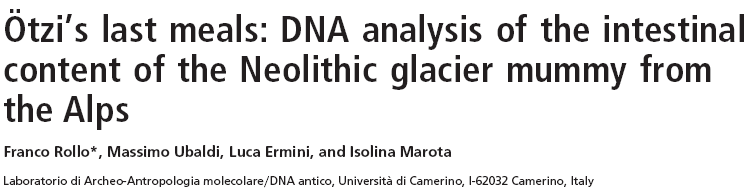 Ötzi's last meals: DNA analysis of the intestinal
content of the Neolithic glacier mummy from
the Alps
Franco Rollo*, Massimo Ubaldi, Luca Ermini, and Isolina Marota
Laboratorio di Archeo-Antropologia molecolare/DNA antico, Università di Camerino, I-62032 Camerino, Italy